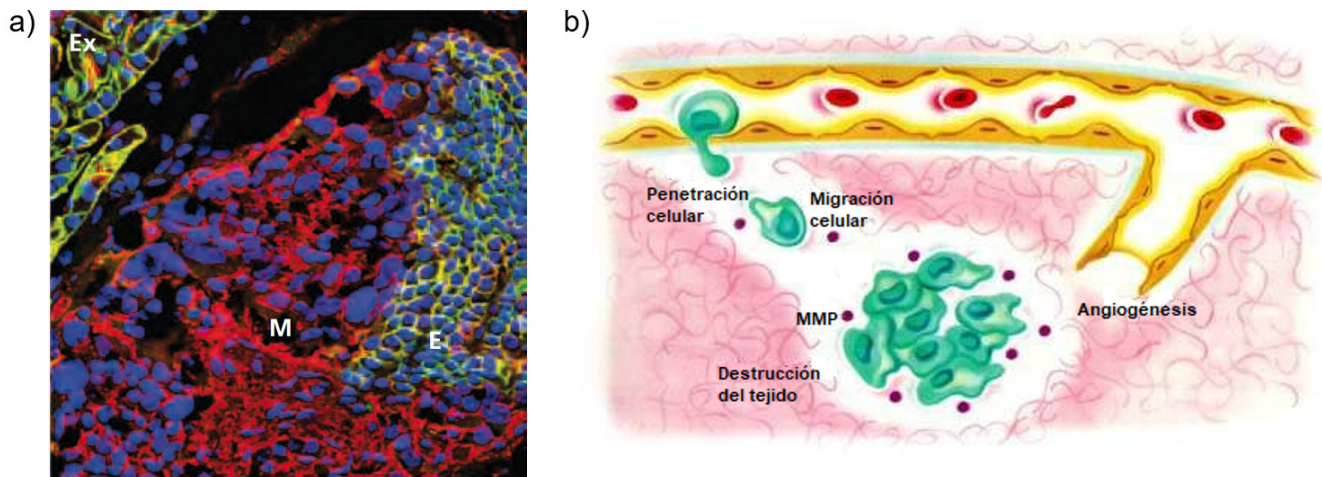 a)
Ex
M
E
b)
Penetración
celular
Migración
celular
MMP
Angiogénesis
Destrucción
del tejido